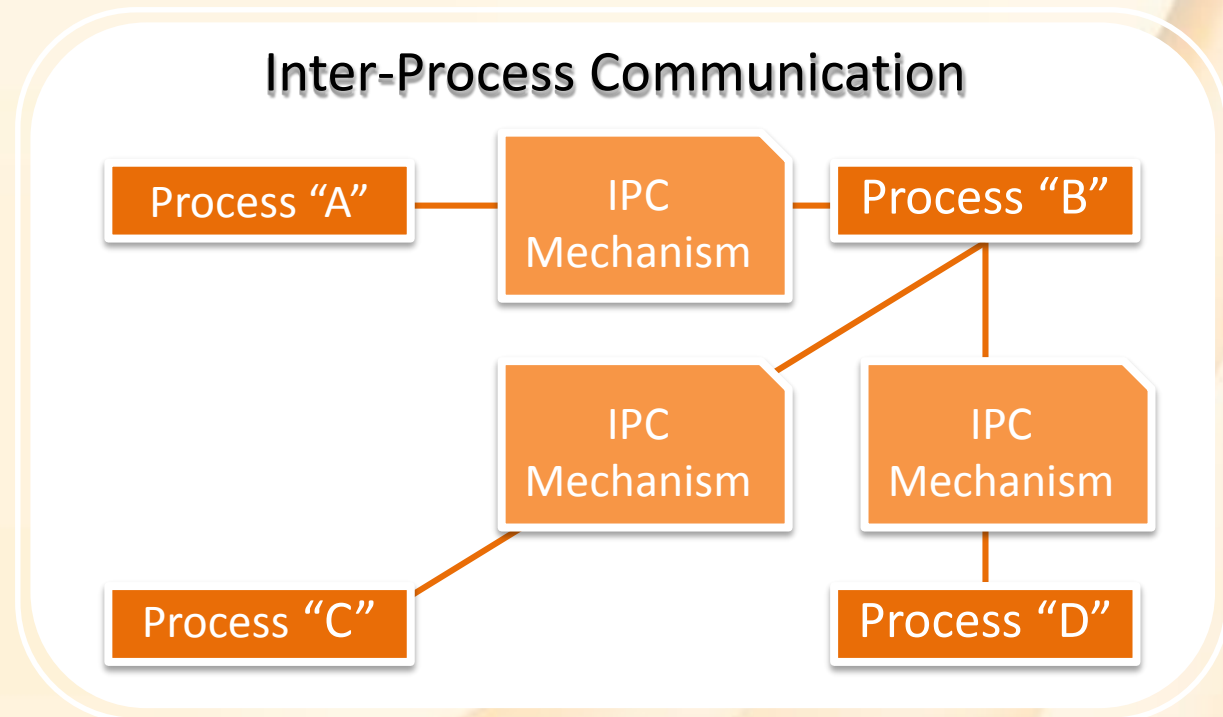 Inter-Process Communication
Process “A”
IPC
Mechanism
Process “B”
IPC
Mechanism
IPC
Mechanism
Process “C”
Process “D”